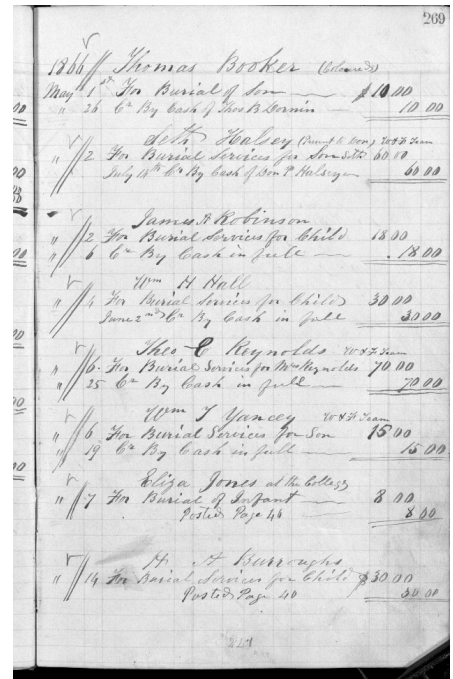 269
1866 Thomas Booker (Coloured)
May 1st For Burial of Son $10 00
" 26 Cr By Cash of Thos B Dornin 10 00
Seth Halsey W & F Team
" 2 For Burial Services for Son Seth 60 00
July 14th Cr By Cash of Don P Halsey 60 00
James A Robinson
" 2 For Burial Services for Child 18 00
" 6 Cr By Cash in full 18 00
Wm H Hall
" 4 For Burial Services for Child 30 00
June 2nd Cr By Cash in full 30 00
Theo C Reynolds W & F Team
" 6 For Burial Services for Mrs Reynolds 70 00
" 25 Cr By Cash in full 70 00
Wm T Yancey W & F Team
" 6 For Burial Services for Son 15 00
" 19 Cr By Cash in full 15 00
Eliza Jones at the College
" 7 For Burial of Infant 8 00
Posted Page 46 8 00
H A Burroughs
" 14 For Burial Services for Child $30 00
Posted Page 40 30 00